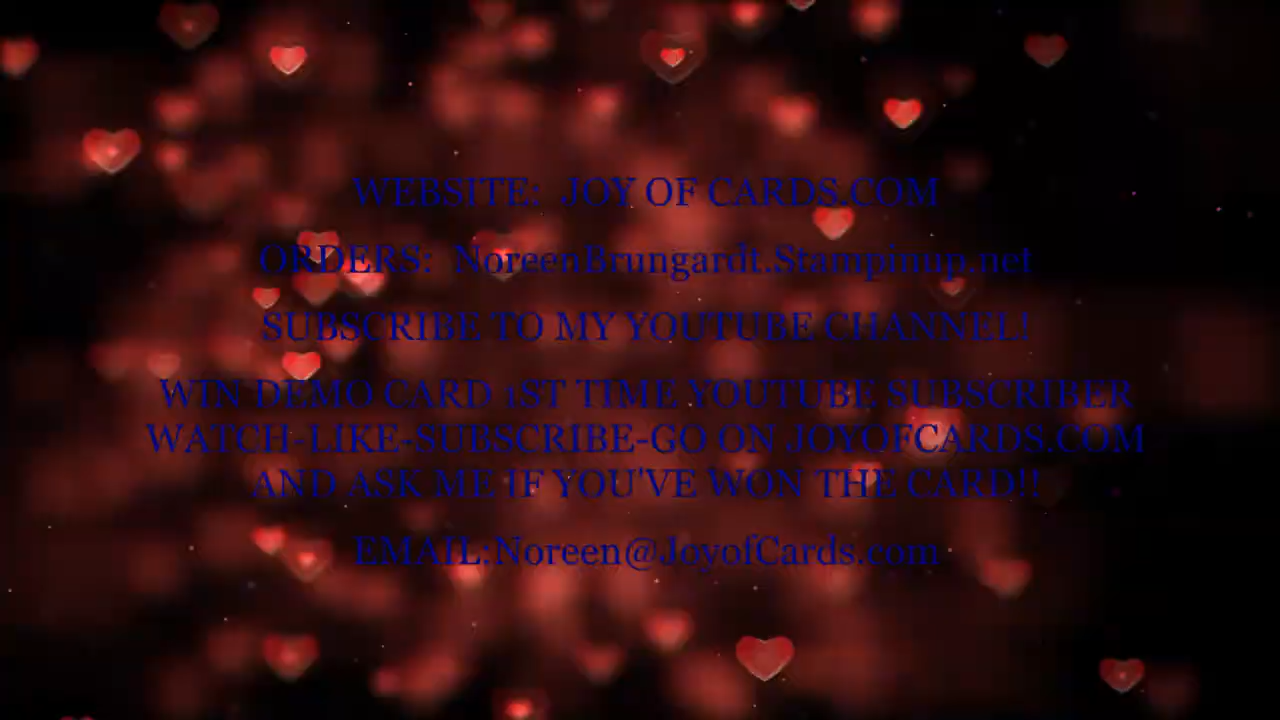 WEBSITE:  JOY OF CARDS.COM
ORDERS:  NoreenBrungardt.Stampinup.net
SUBSCRIBE TO MY YOUTUBE CHANNEL!
WIN DEMO CARD 1ST TIME YOUTUBE SUBSCRIBER
WATCH-LIKE-SUBSCRIBE-GO ON JOYOFCARDS.COM
AND ASK ME IF YOU'VE WON THE CARD!!
EMAIL:Noreen@JoyofCards.com